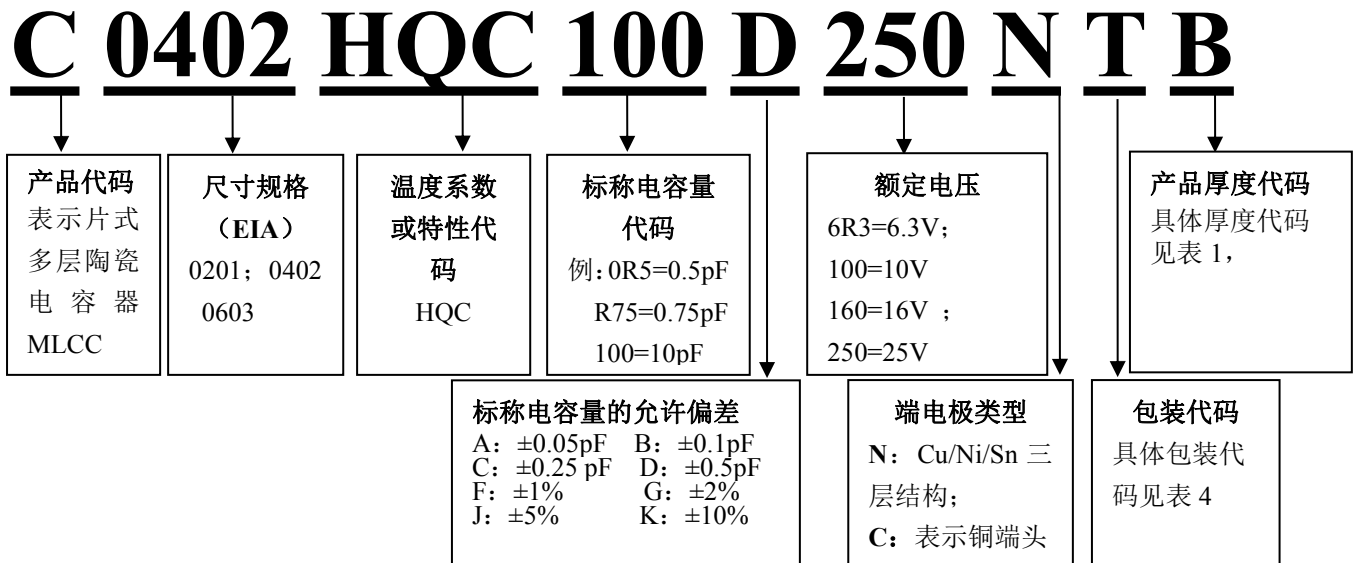 C 0402 HQC 100 D 250 N T B
产品代码
表示片式
多层陶瓷
电容器
MLCC
尺寸规格
（EIA）
0201；0402
0603
温度系数
或特性代
码
HQC
标称电容量
代码
例：0R5=0.5pF
R75=0.75pF
100=10pF
额定电压
6R3=6.3V；
100=10V
160=16V ；
250=25V
产品厚度代码
具体厚度代码
见表 1，
标称电容量的允许偏差
A：±0.05pF B：±0.1pF
C：±0.25 pF D：±0.5pF
F：±1% G：±2%
J：±5% K：±10%
端电极类型
N：Cu/Ni/Sn 三
层结构；
C：表示铜端头
包装代码
具体包装代
码见表 4